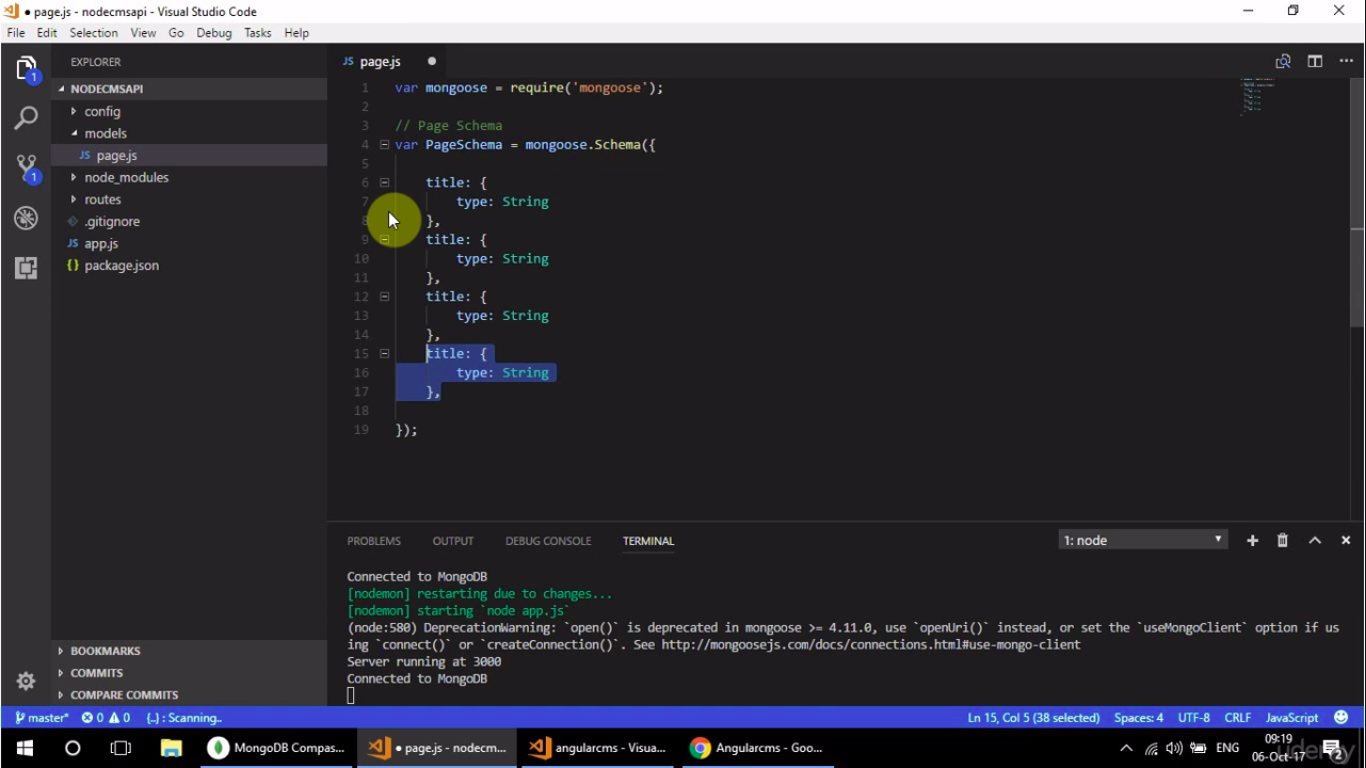 • page.js - nodecmsapi - Visual Studio Code
File Edit Selection View Go Debug Tasks Help
EXPLORER
JS page.js ●
NODECMSAPI
config
models
JS page.js
node_modules
routes
.gitignore
JS app.js
{} package.json
BOOKMARKS
COMMITS
COMPARE COMMITS
1
1
1 var mongoose = require('mongoose');
2
3 // Page Schema
4 var PageSchema = mongoose.Schema({
5
6 title: {
7 type: String
8 },
9 title: {
10 type: String
11 },
12 title: {
13 type: String
14 },
15 title: {
16 type: String
17 },
18
19 });
PROBLEMS OUTPUT DEBUG CONSOLE TERMINAL 1: node
Connected to MongoDB
[nodemon] restarting due to changes...
[nodemon] starting `node app.js`
(node:580) DeprecationWarning: `open()` is deprecated in mongoose >= 4.11.0, use `openUri()` instead, or set the `useMongoClient` option if us
ing `connect()` or `createConnection()`. See http://mongoosejs.com/docs/connections.html#use-mongo-client
Server running at 3000
Connected to MongoDB
master* 0 0 {..} : Scanning.. Ln 15, Col 5 (38 selected) Spaces: 4 UTF-8 CRLF JavaScript
MongoDB Compas... • page.js - nodecm... angularcms - Visua... Angularcms - Goo... ENG 09:19
06-Oct-17 2
udemy